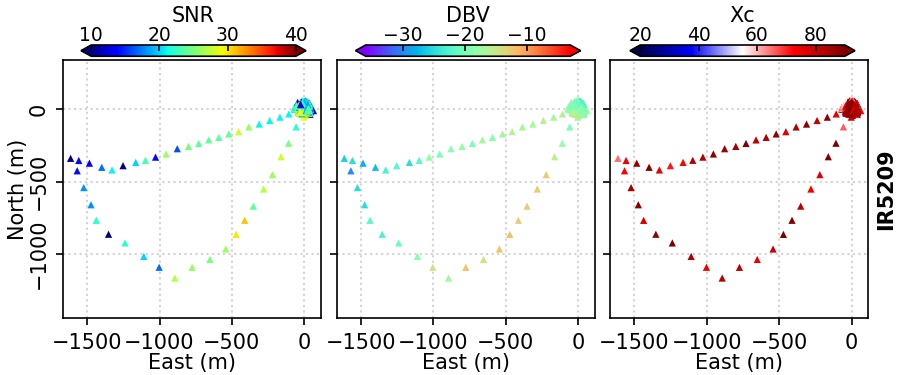 SNR DBV Xc
10 20 30 40 −30 −20 −10 20 40 60 80
North (m)
0
−500
−1000
IR5209
−1500 −1000 −500 0 −1500 −1000 −500 0 −1500 −1000 −500 0
East (m) East (m) East (m)